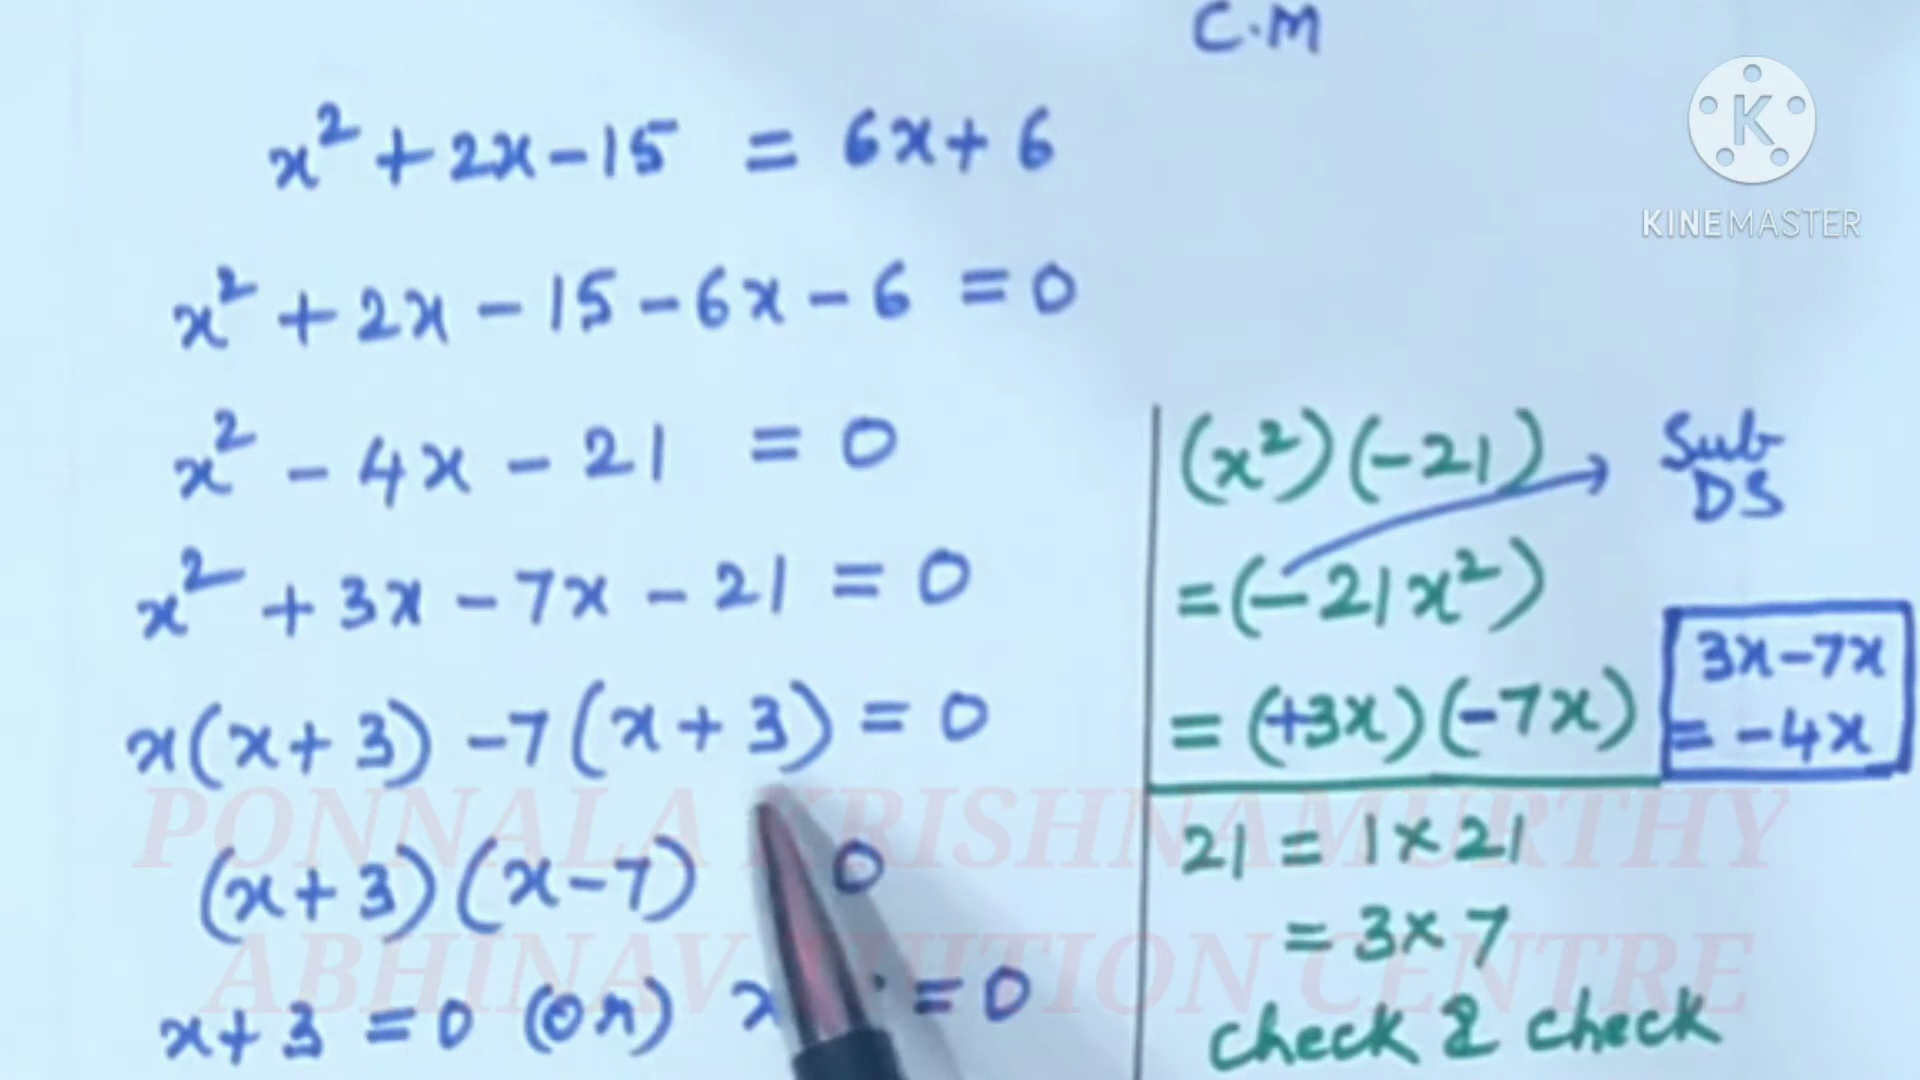 C.M
x² + 2x - 15 = 6x + 6
x² + 2x - 15 - 6x - 6 = 0
x² - 4x - 21 = 0
x² + 3x - 7x - 21 = 0
x(x + 3) - 7(x + 3) = 0
(x + 3)(x - 7) 0
x + 3 = 0 (or) x = 0
(x²)(-21)
= (-21x²)
= (+3x)(-7x)
Sub
DS
3x - 7x
= -4x
21 = 1 × 21
= 3 × 7
check & check
K
KINEMASTER
PONNALA KRISHNAMURTHY
ABHINAV TUITION CENTRE